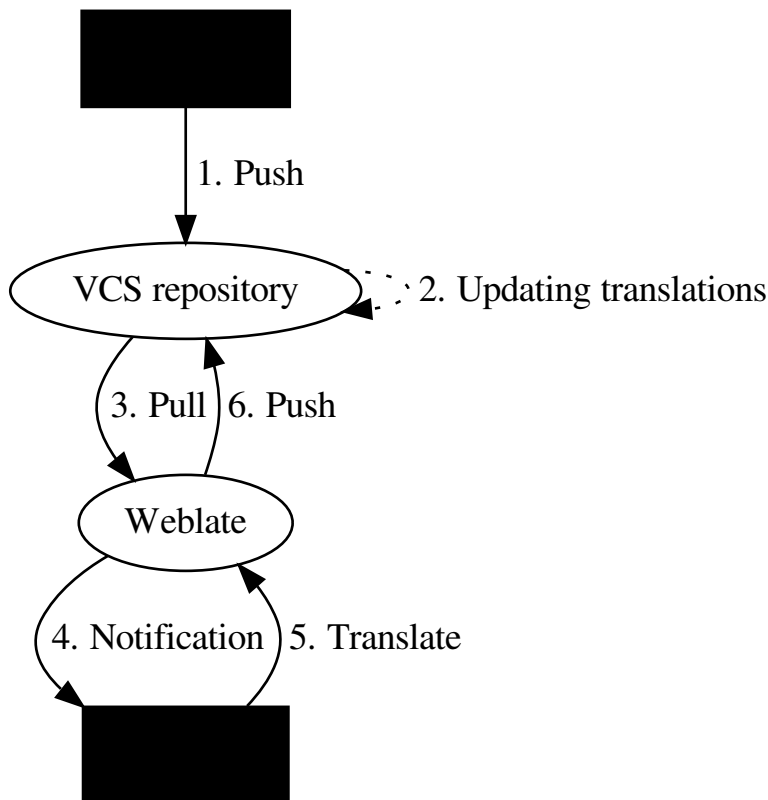 1. Push
VCS repository
2. Updating translations
3. Pull
6. Push
Weblate
4. Notification
5. Translate